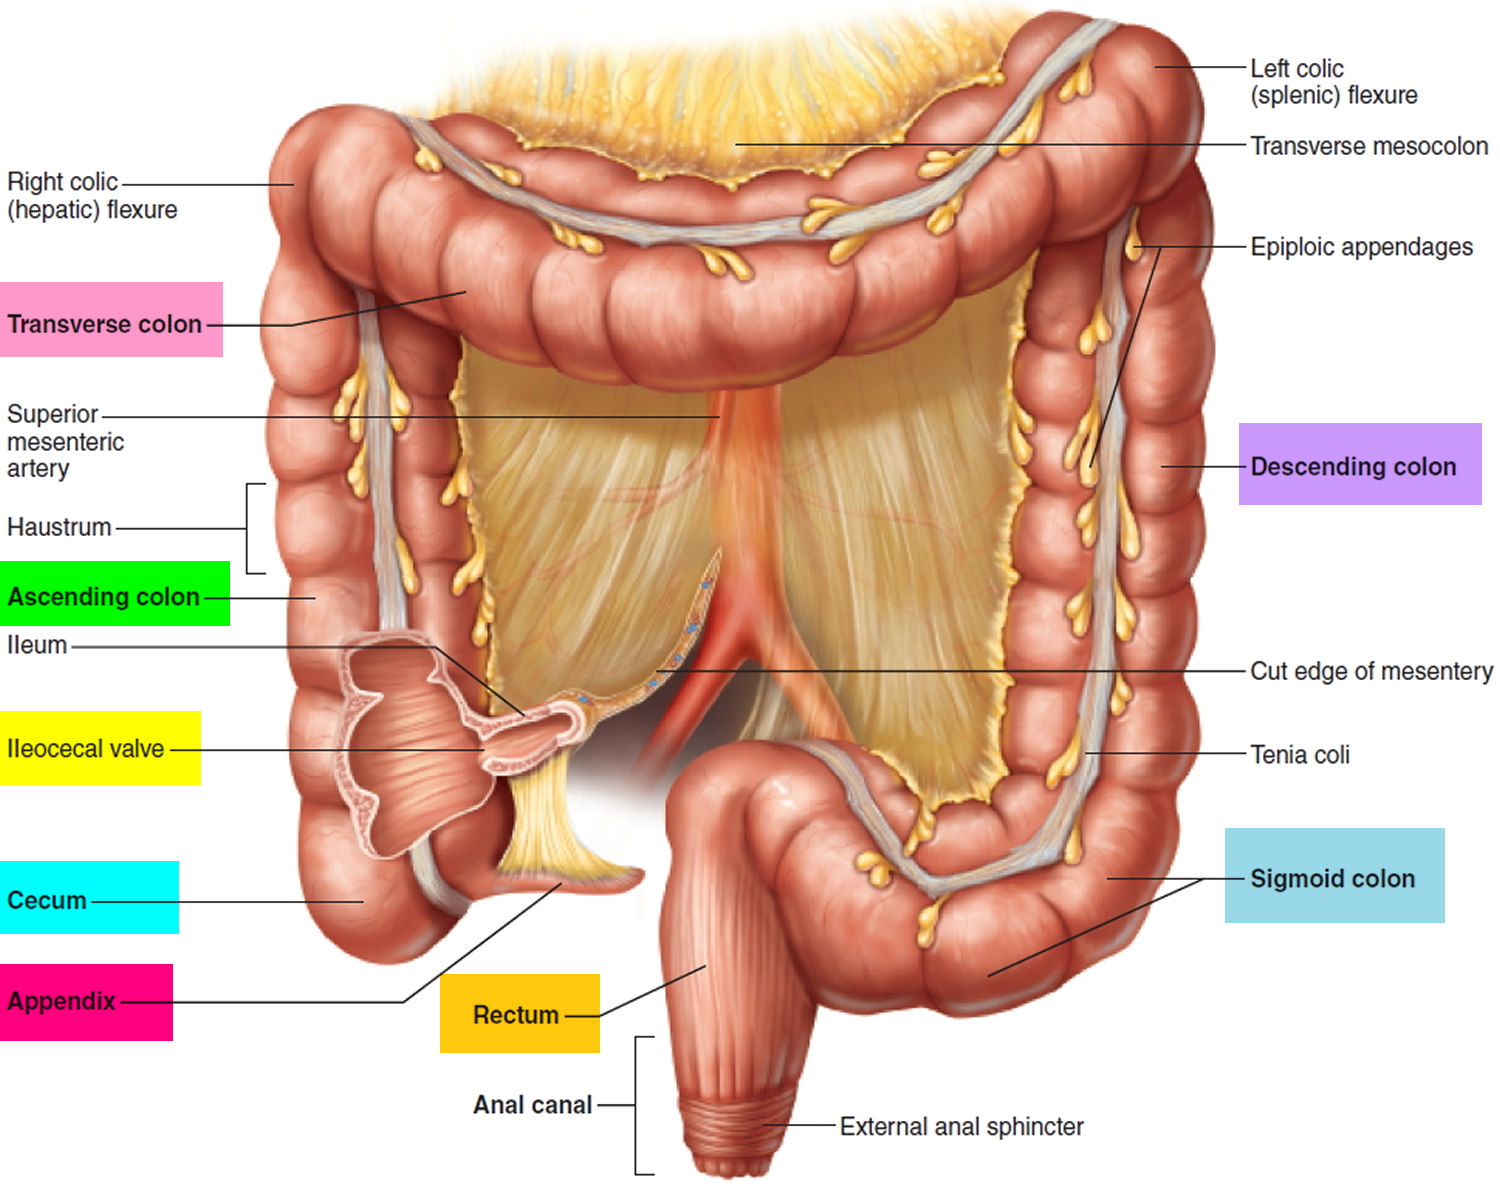 Right colic
(hepatic) flexure
Transverse colon
Superior
mesenteric
artery
Haustrum
Ascending colon
Ileum
Ileocecal valve
Cecum
Appendix
Rectum
Anal canal
External anal sphincter
Left colic
(splenic) flexure
Transverse mesocolon
Epiploic appendages
Descending colon
Cut edge of mesentery
Tenia coli
Sigmoid colon